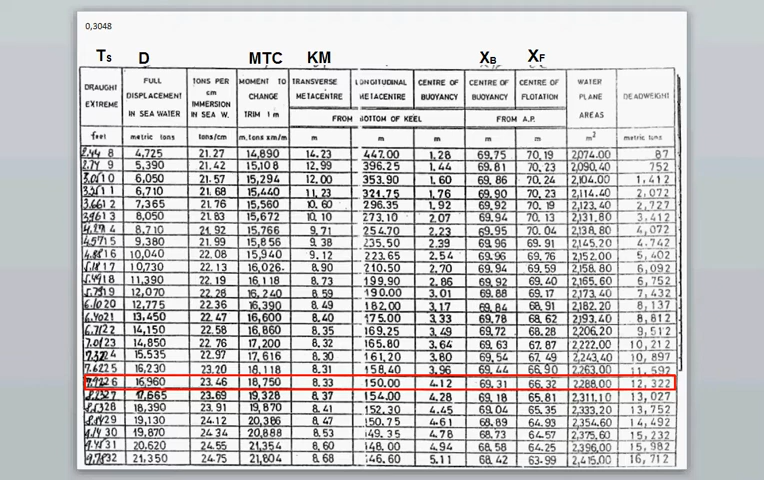 0,3048
Ts D MTC KM XB XF
DRAUGHT EXTREME FULL DISPLACEMENT IN SEA WATER TONS PER cm IMMERSION IN SEA W. MOMENT TO CHANGE TRIM 1 m TRANSVERSE METACENTRE LONGITUDINAL METACENTRE CENTRE OF BUOYANCY CENTRE OF BUOYANCY CENTRE OF FLOTATION WATER PLANE AREAS DEADWEIGHT
FROM BOTTOM OF KEEL FROM A.P.
feet metric tons tons/cm m, tons xm/m m m m m m m² metric tons
2.44 8 4,725 21.27 14,890 14.23 447.00 1.28 69.75 70.19 2,074.00 87
9 5,390 21.42 15,108 12.99 396.25 1.44 69.81 70.23 2,090.40 752
10 6,050 21.57 15,294 12.00 353.90 1.60 69.86 70.24 2,104.00 1,412
11 6,710 21.68 15,440 11.23 321.75 1.76 69.90 70.23 2,114.40 2,072
12 7,365 21.76 15,560 10.60 296.35 1.92 69.92 70.19 2,123.40 2,727
13 8,050 21.83 15,672 10.10 273.10 2.07 69.94 70.13 2,131.80 3,412
14 8,710 21.92 15,766 9.71 254.70 2.23 69.95 70.04 2,138.80 4,072
15 9,380 21.99 15,856 9.38 235.50 2.39 69.96 69.91 2,145.20 4.742
16 10,040 22.08 15,940 9.12 223.65 2.54 69.96 69.76 2,152.00 5,402
17 10,730 22.13 16,026. 8.90 210.50 2.70 69.94 69.59 2,158.80 6,092
18 11,390 22.19 16,118 8.73 199.90 2.86 69.92 69.40 2,165.60 6,752
19 12,070 22.28 16,240 8.59 190.00 3.01 69.88 69.17 2,173.40 7,432
20 12,775 22.36 16,390 8.49 182.00 3.17 69.84 68.91 2,182.20 8,137
21 13,450 22.47 16,600 8.40 175.00 3.33 69.78 68.62 2,193.40 8,812
22 14,150 22.58 16,860 8.35 169.25 3.49 69.72 68.28 2,206.20 9,512
23 14,850 22.76 17,200 8.32 165.80 3.64 69.63 67.87 2,222.00 10,212
24 15,535 22.97 17,616 8.30 161.20 3.80 69.54 67.49 2,243.40 10,897
25 16,230 23.20 18,118 8.31 158.40 3.96 69.44 66.90 2,263.00 11,592
26 16,960 23.46 18,750 8.33 150.00 4.12 69.31 66.32 2,288.00 12,322
27 17,665 23.69 19,328 8.37 154.00 4.28 69.18 65.81 2,311.10 13,027
28 18,390 23.91 19,870 8.41 152.30 4.45 69.04 65.35 2,333.20 13,752
29 19,130 24.12 20,386 8.47 150.75 4.61 68.89 64.93 2,354.60 14,492
30 19,870 24.34 20,888 8.53 149.35 4.78 68.73 64.57 2,375.60 15,232
31 20,620 24.55 21,354 8.60 148.00 4.94 68.58 64.25 2,396.00 15,982
32 21,350 24.75 21,804 8.68 146.60 5.11 68.42 63.99 2,415.00 16,712